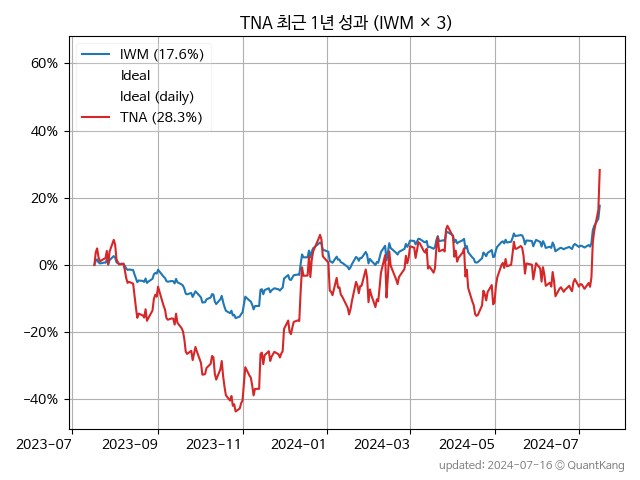 TNA 최근 1년 성과 (IWM × 3)
IWM (17.6%)
Ideal
Ideal (daily)
TNA (28.3%)
60%
40%
20%
0%
−20%
−40%
2023-07 2023-09 2023-11 2024-01 2024-03 2024-05 2024-07
updated: 2024-07-16 © QuantKang